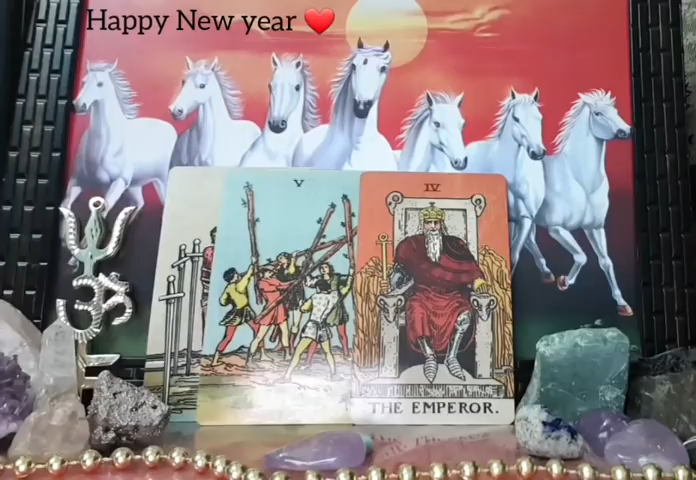 Happy New year ❤️
V
IV
THE EMPEROR.
ॐ